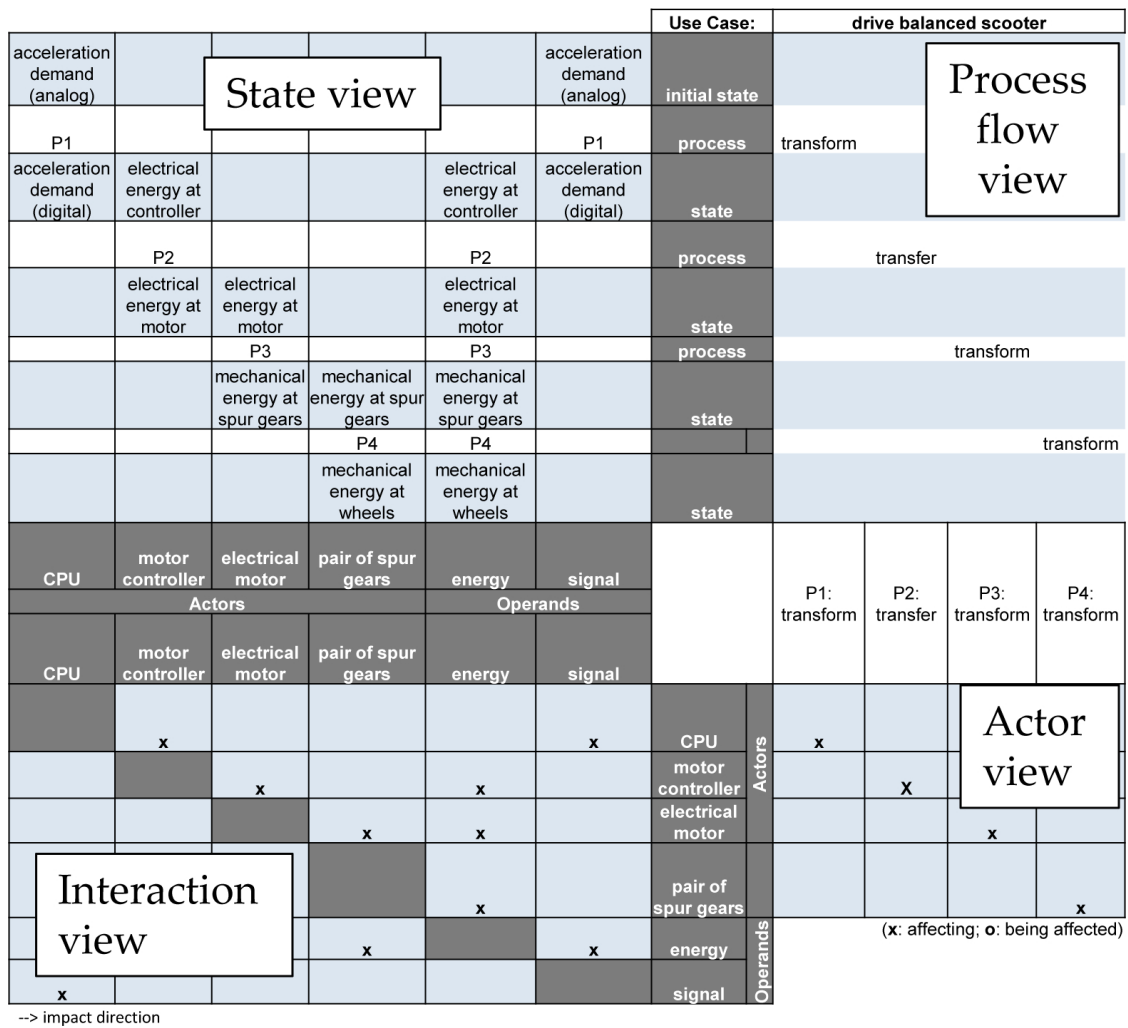 Use Case: drive balanced scooter
acceleration acceleration
demand demand
(analog) (analog) initial state
State view
Process
flow
view
P1 P1 process transform
acceleration electrical electrical acceleration
demand energy at energy at demand
(digital) controller controller (digital) state
P2 P2 process transfer
electrical electrical electrical
energy at energy at energy at
motor motor motor state
P3 P3 process transform
mechanical mechanical mechanical
energy at energy at spur energy at
spur gears gears spur gears state
P4 P4 transform
mechanical mechanical
energy at energy at
wheels wheels state
motor electrical pair of spur
CPU controller motor gears energy signal
P1: P2: P3: P4:
transform transfer transform transform
Actors Operands
motor electrical pair of spur
CPU controller motor gears energy signal
x x CPU x
motor
x x controller X
electrical
x x motor x
Actors
Actor
view
pair of
x spur gears x
(x: affecting; o: being affected)
Interaction
view
x x energy
x signal
Operands
--> impact direction